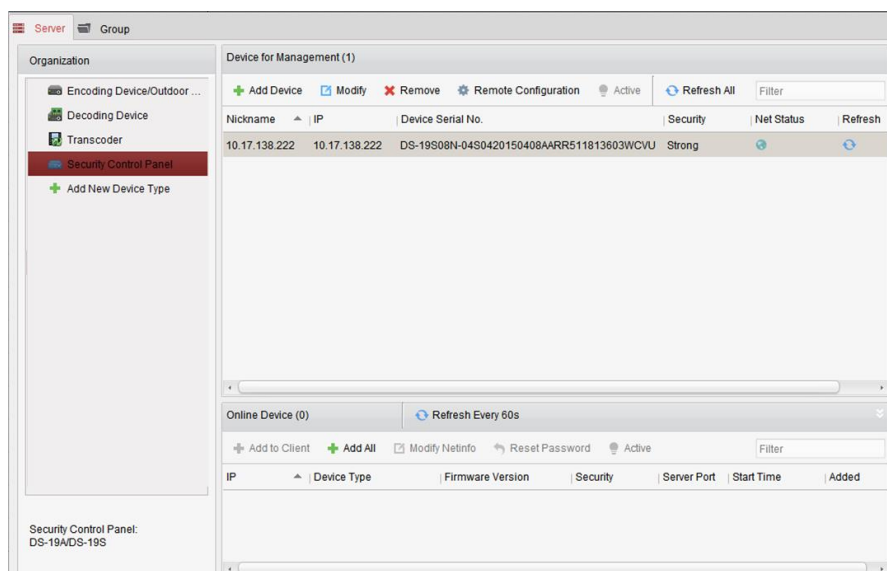 Server
Group
Organization
Encoding Device/Outdoor ...
Decoding Device
Transcoder
Security Control Panel
Add New Device Type
Security Control Panel:
DS-19A/DS-19S
Device for Management (1)
Add Device Modify Remove Remote Configuration Active Refresh All Filter
Nickname IP Device Serial No. Security Net Status Refresh
10.17.138.222 10.17.138.222 DS-19S08N-04S0420150408AARR511813603WCVU Strong
Online Device (0) Refresh Every 60s
Add to Client Add All Modify Netinfo Reset Password Active Filter
IP Device Type Firmware Version Security Server Port Start Time Added